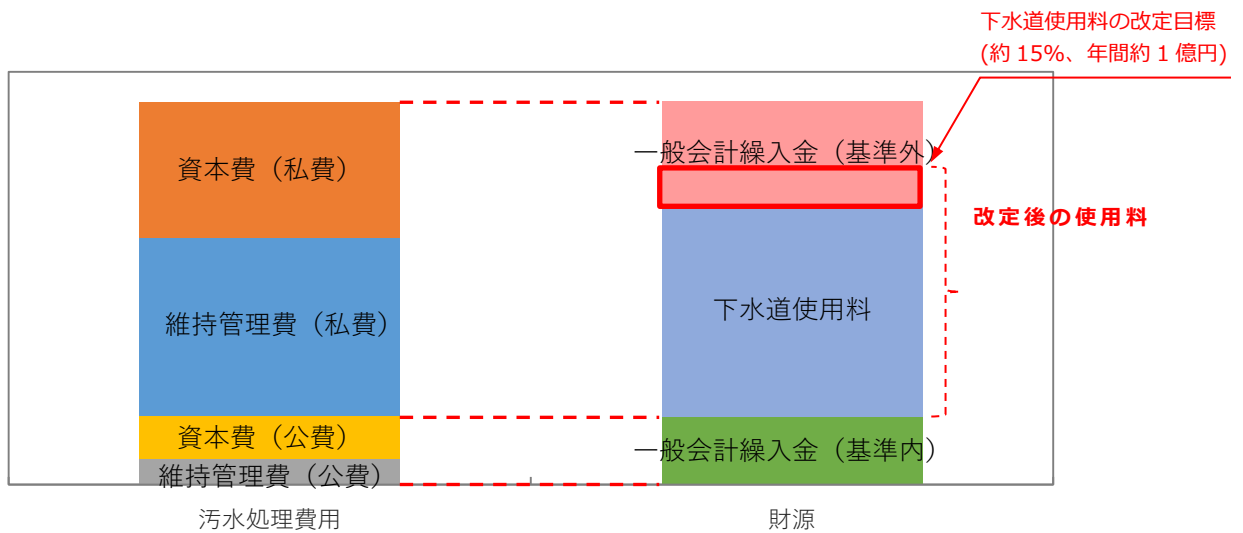 下水道使用料の改定目標
(約 15%、年間約 1 億円)
資本費（私費）
維持管理費（私費）
資本費（公費）
維持管理費（公費）
一般会計繰入金（基準外）
改定後の使用料
下水道使用料
一般会計繰入金（基準内）
汚水処理費用
財源